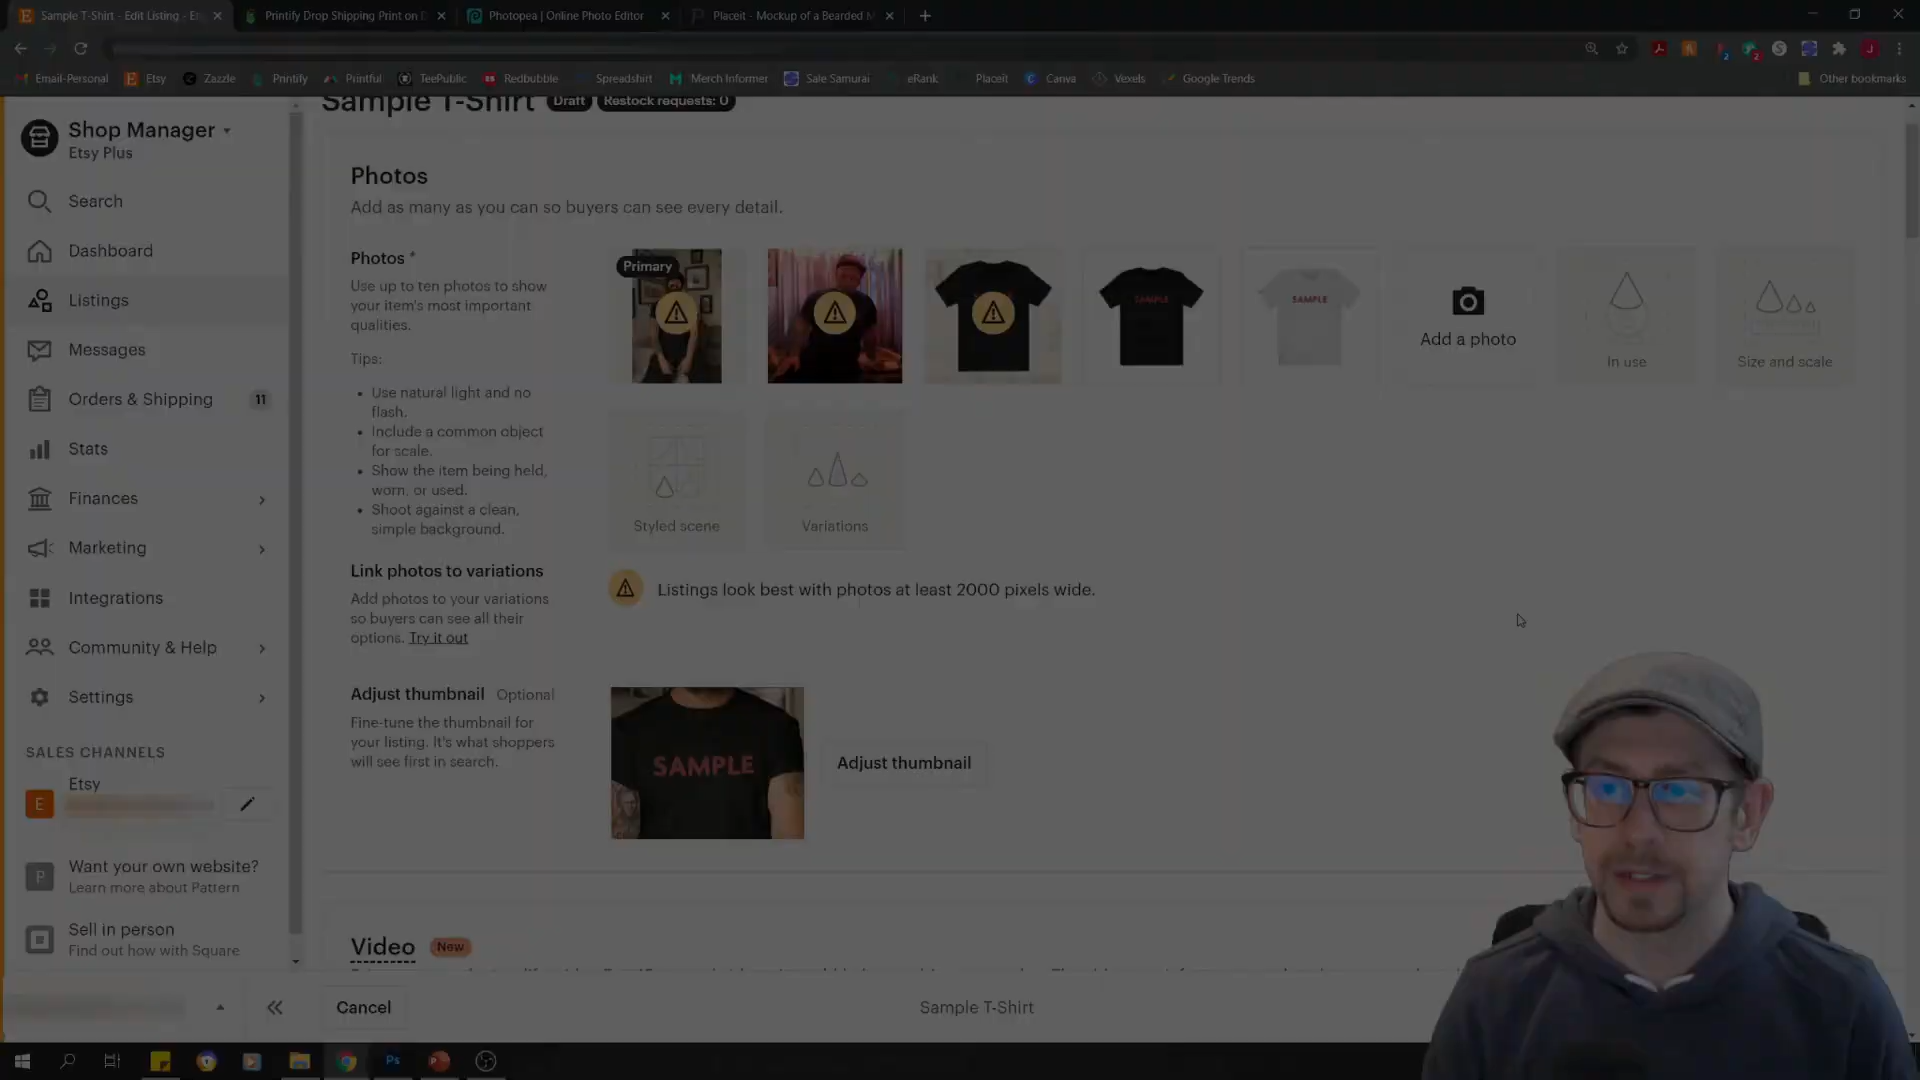 Sample T-Shirt - Edit Listing - Es
Printify Drop Shipping Print on D
Photopea | Online Photo Editor
Placeit - Mockup of a Bearded M
Email-Personal
Etsy
Zazzle
Printify
Printful
TeePublic
Redbubble
Spreadshirt
Merch Informer
Sale Samurai
eRank
Placeit
Canva
Vexels
Google Trends
Other bookmarks
Sample T-Shirt Draft Restock requests: 0
Shop Manager
Etsy Plus
Search
Dashboard
Listings
Messages
Orders & Shipping 11
Stats
Finances
Marketing
Integrations
Community & Help
Settings
SALES CHANNELS
Etsy
E
P
Want your own website?
Learn more about Pattern
Sell in person
Find out how with Square
Photos
Add as many as you can so buyers can see every detail.
Photos *
Use up to ten photos to show
your item's most important
qualities.
Tips:
• Use natural light and no
flash.
• Include a common object
for scale.
• Show the item being held,
worn, or used.
• Shoot against a clean,
simple background.
Primary
SAMPLE
SAMPLE
Add a photo
In use
Size and scale
Styled scene
Variations
Link photos to variations
Add photos to your variations
so buyers can see all their
options. Try it out
Listings look best with photos at least 2000 pixels wide.
Adjust thumbnail Optional
Fine-tune the thumbnail for
your listing. It's what shoppers
will see first in search.
SAMPLE
Adjust thumbnail
Video New
Cancel
Sample T-Shirt
Ps